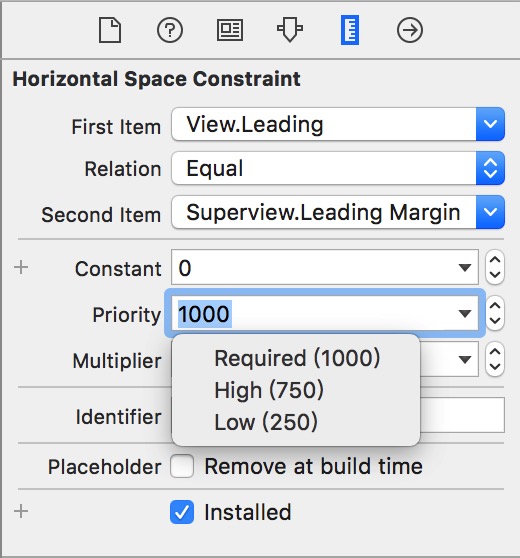 Horizontal Space Constraint
First Item View.Leading
Relation Equal
Second Item Superview.Leading Margin
Constant 0
Priority 1000
Multiplier
Required (1000)
High (750)
Low (250)
Identifier
Placeholder Remove at build time
Installed